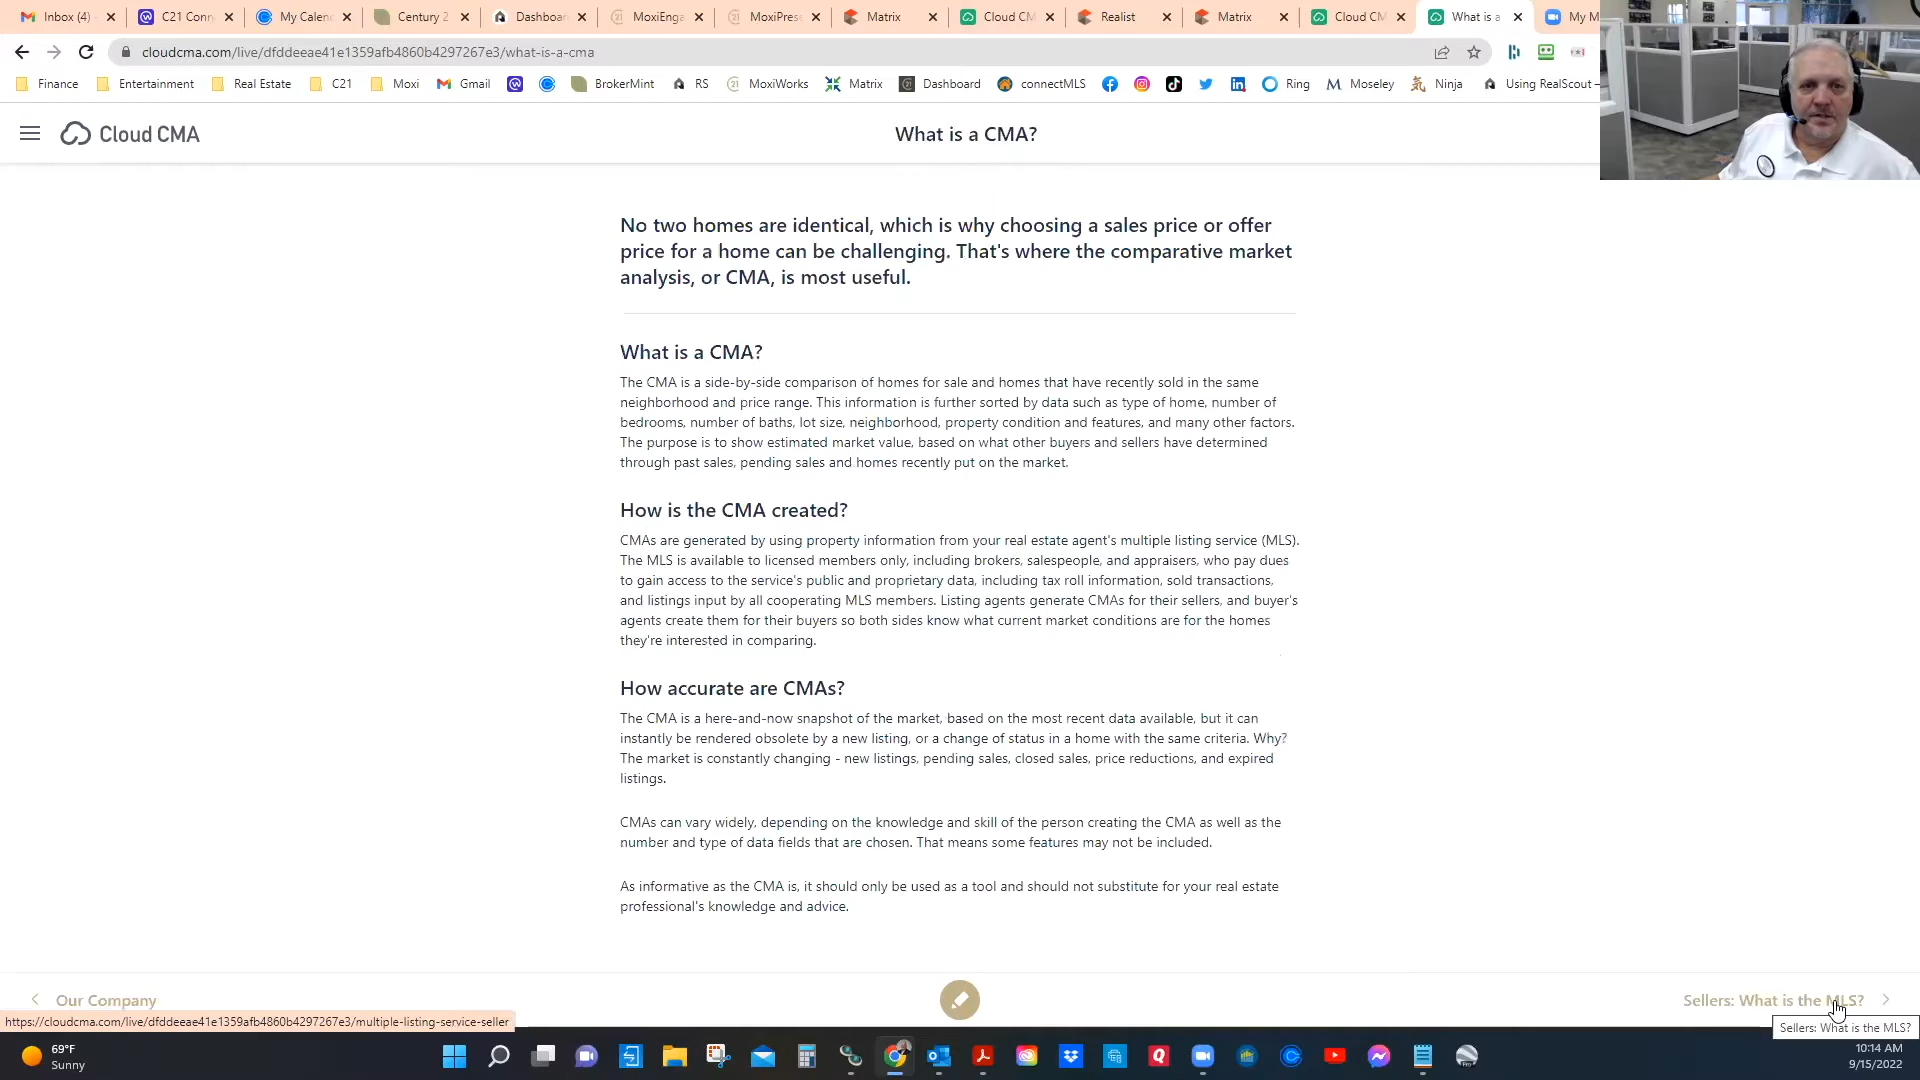 Inbox (4)
C21 Conn
My Calen
Century 2
Dashboar
MoxiEnga
MoxiPres
Matrix
Cloud CM
Realist
Matrix
Cloud CM
What is a
My M
cloudcma.com/live/dfddeeae41e1359afb4860b4297267e3/what-is-a-cma
Finance
Entertainment
Real Estate
C21
Moxi
Gmail
BrokerMint
RS
MoxiWorks
Matrix
Dashboard
connectMLS
Ring
Moseley
Ninja
Using RealScout –
Cloud CMA
What is a CMA?
No two homes are identical, which is why choosing a sales price or offer
price for a home can be challenging. That's where the comparative market
analysis, or CMA, is most useful.
What is a CMA?
The CMA is a side-by-side comparison of homes for sale and homes that have recently sold in the same
neighborhood and price range. This information is further sorted by data such as type of home, number of
bedrooms, number of baths, lot size, neighborhood, property condition and features, and many other factors.
The purpose is to show estimated market value, based on what other buyers and sellers have determined
through past sales, pending sales and homes recently put on the market.
How is the CMA created?
CMAs are generated by using property information from your real estate agent's multiple listing service (MLS).
The MLS is available to licensed members only, including brokers, salespeople, and appraisers, who pay dues
to gain access to the service's public and proprietary data, including tax roll information, sold transactions,
and listings input by all cooperating MLS members. Listing agents generate CMAs for their sellers, and buyer's
agents create them for their buyers so both sides know what current market conditions are for the homes
they're interested in comparing.
How accurate are CMAs?
The CMA is a here-and-now snapshot of the market, based on the most recent data available, but it can
instantly be rendered obsolete by a new listing, or a change of status in a home with the same criteria. Why?
The market is constantly changing - new listings, pending sales, closed sales, price reductions, and expired
listings.
CMAs can vary widely, depending on the knowledge and skill of the person creating the CMA as well as the
number and type of data fields that are chosen. That means some features may not be included.
As informative as the CMA is, it should only be used as a tool and should not substitute for your real estate
professional's knowledge and advice.
Our Company
Sellers: What is the MLS?
https://cloudcma.com/live/dfddeeae41e1359afb4860b4297267e3/multiple-listing-service-seller
Sellers: What is the MLS?
69°F
Sunny
10:14 AM
9/15/2022